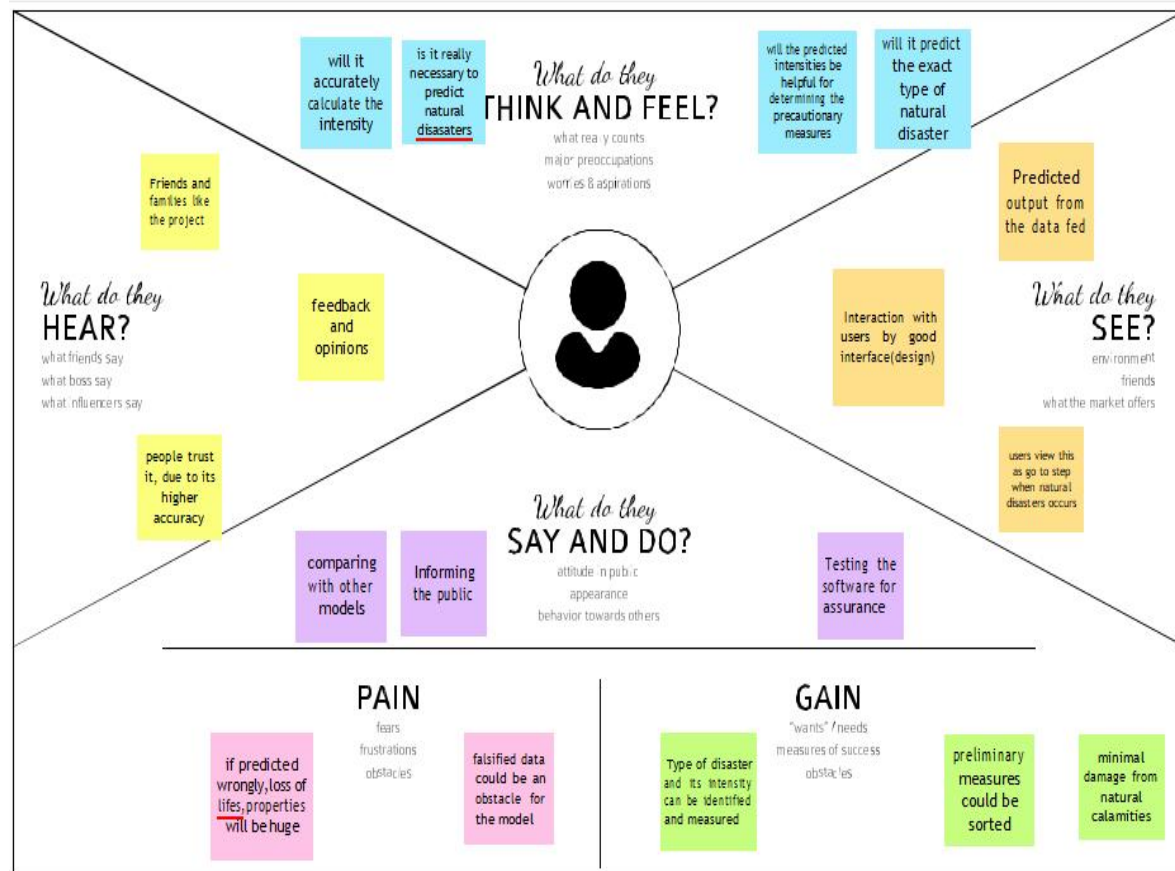 will it
accurately
calculate the
intensity
is it really
necessary to
predict
natural
disasaters
What do they
THINK AND FEEL?
what really counts
major preoccupations
worries & aspirations
will the predicted
intensities be
helpful for
determining the
precautionary
measures
will it predict
the exact
type of
natural
disaster
Friends and
families like
the project
What do they
HEAR?
what friends say
what boss say
what influencers say
feedback
and
opinions
people trust
it, due to its
higher
accuracy
Predicted
output from
the data fed
Interaction with
users by good
interface(design)
What do they
SEE?
environment
friends
what the market offers
users view this
as go to step
when natural
disasters occurs
What do they
SAY AND DO?
attitude in public
appearance
behavior towards others
comparing
with other
models
Informing
the public
Testing the
software for
assurance
PAIN
fears
frustrations
obstacles
if predicted
wrongly,loss of
lifes,properties
will be huge
falsified data
could be an
obstacle for
the model
GAIN
"wants" / needs
measures of success
obstacles
Type of disaster
and its intensity
can be identified
and measured
preliminary
measures
could be
sorted
minimal
damage from
natural
calamities